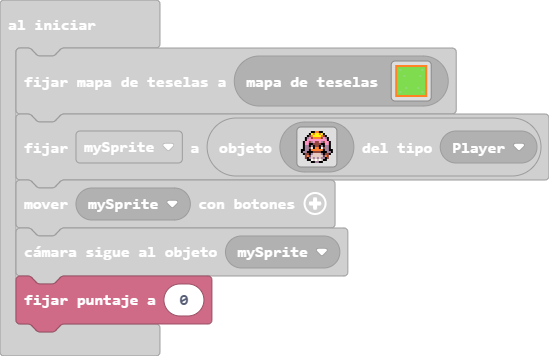 al iniciar
fijar mapa de teselas a mapa de teselas
fijar mySprite a objeto del tipo Player
mover mySprite con botones
cámara sigue al objeto mySprite
fijar puntaje a 0